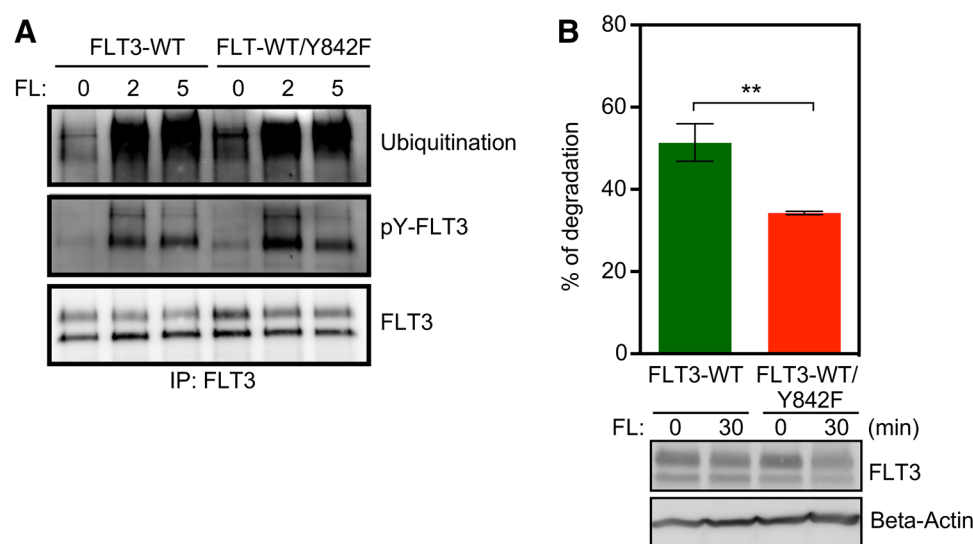 A
FLT3-WT FLT-WT/Y842F
FL: 0 2 5 0 2 5
Ubiquitination
pY-FLT3
FLT3
IP: FLT3
B
80
60
40
20
0
% of degradation
**
FLT3-WT FLT3-WT/
Y842F
FL: 0 30 0 30 (min)
FLT3
Beta-Actin